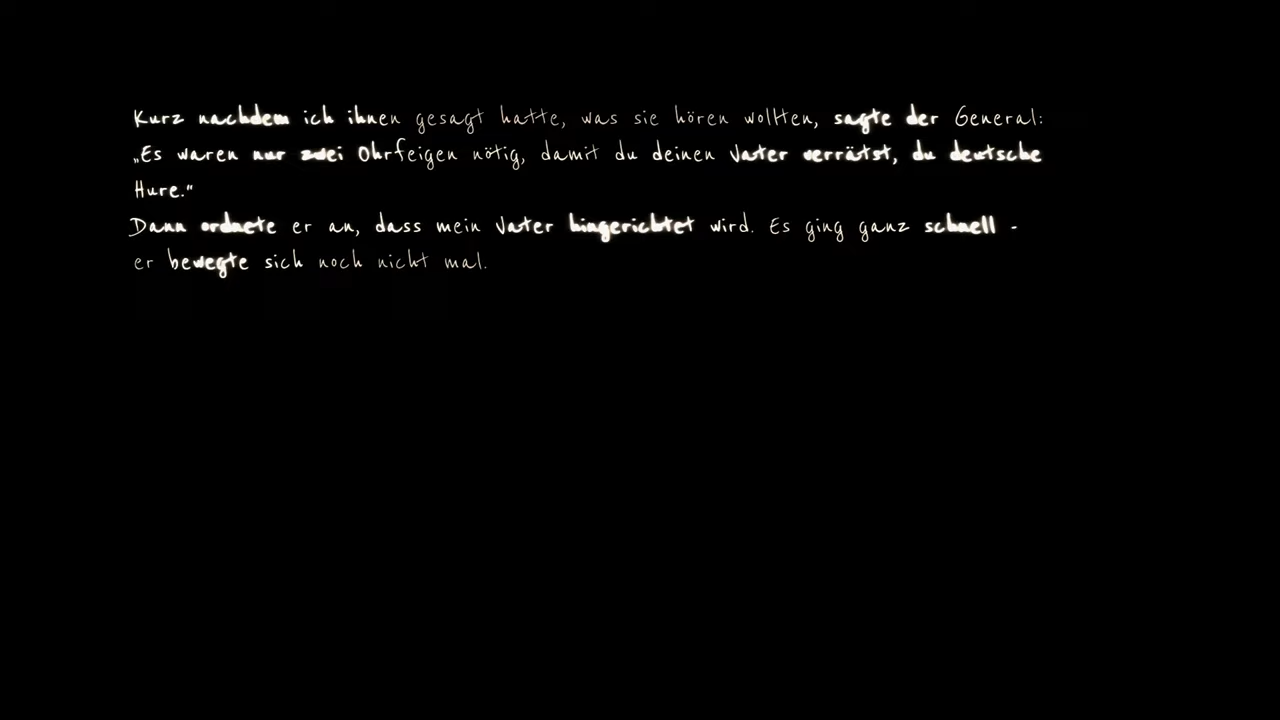 Kurz nachdem ich ihnen gesagt hatte, was sie hören wollten, sagte der General:
„Es waren nur zwei Ohrfeigen nötig, damit du deinen Vater verrätst, du deutsche
Hure.“
Dann ordnete er an, dass mein Vater hingerichtet wird. Es ging ganz schnell -
er bewegte sich noch nicht mal.